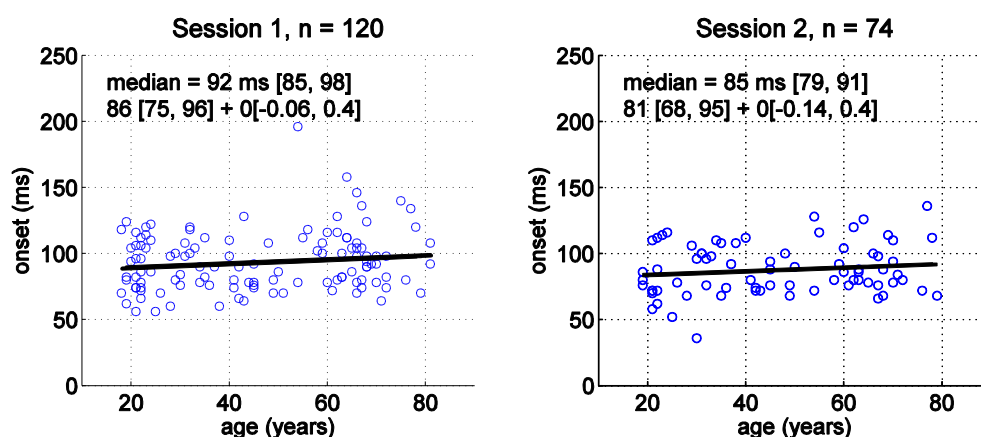 Session 1, n = 120
median = 92 ms [85, 98]
86 [75, 96] + 0[-0.06, 0.4]
onset (ms)
250
200
150
100
50
0
20
40
60
80
age (years)
Session 2, n = 74
median = 85 ms [79, 91]
81 [68, 95] + 0[-0.14, 0.4]
onset (ms)
250
200
150
100
50
0
20
40
60
80
age (years)